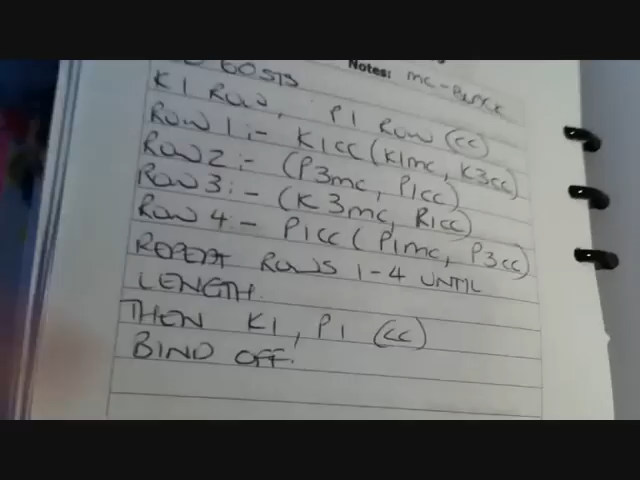 Notes: MC - BLACK
60 STS
K1 ROW, P1 ROW (CC)
ROW 1:- K1CC (K1MC, K3CC)
ROW 2:- (P3MC, P1CC)
ROW 3:- (K3MC, K1CC)
ROW 4:- P1CC (P1MC, P3CC)
REPEAT ROWS 1-4 UNTIL
LENGTH.
THEN K1, P1 (CC)
BIND OFF.